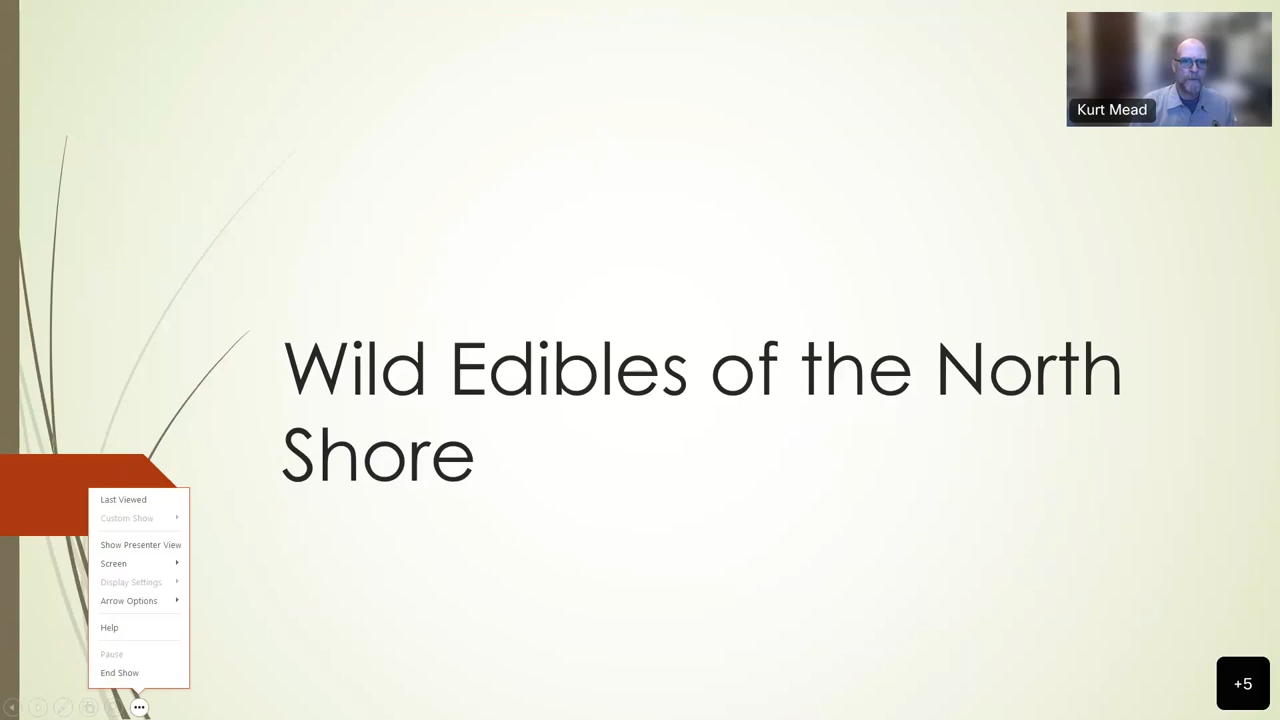 Kurt Mead
Wild Edibles of the North
Shore
Last Viewed
Custom Show
Show Presenter View
Screen
Display Settings
Arrow Options
Help
Pause
End Show
+5